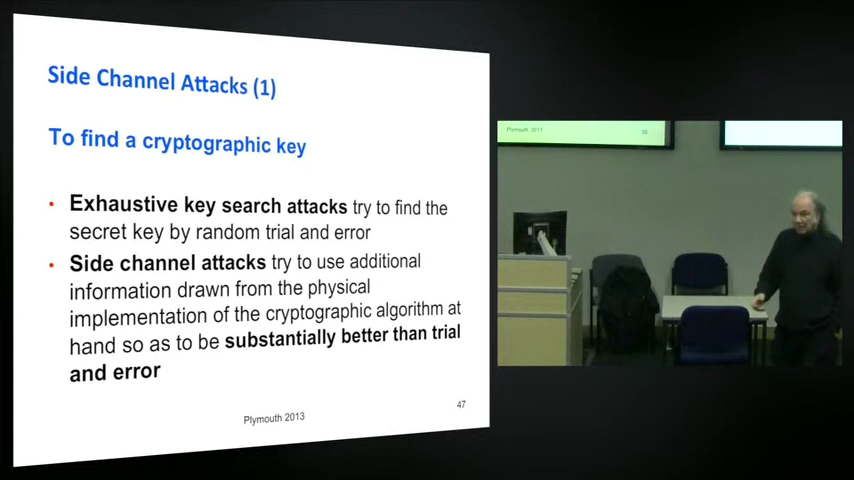 Side Channel Attacks (1)
To find a cryptographic key
• Exhaustive key search attacks try to find the
secret key by random trial and error
• Side channel attacks try to use additional
information drawn from the physical
implementation of the cryptographic algorithm at
hand so as to be substantially better than trial
and error
Plymouth 2013
47
Plymouth 2013